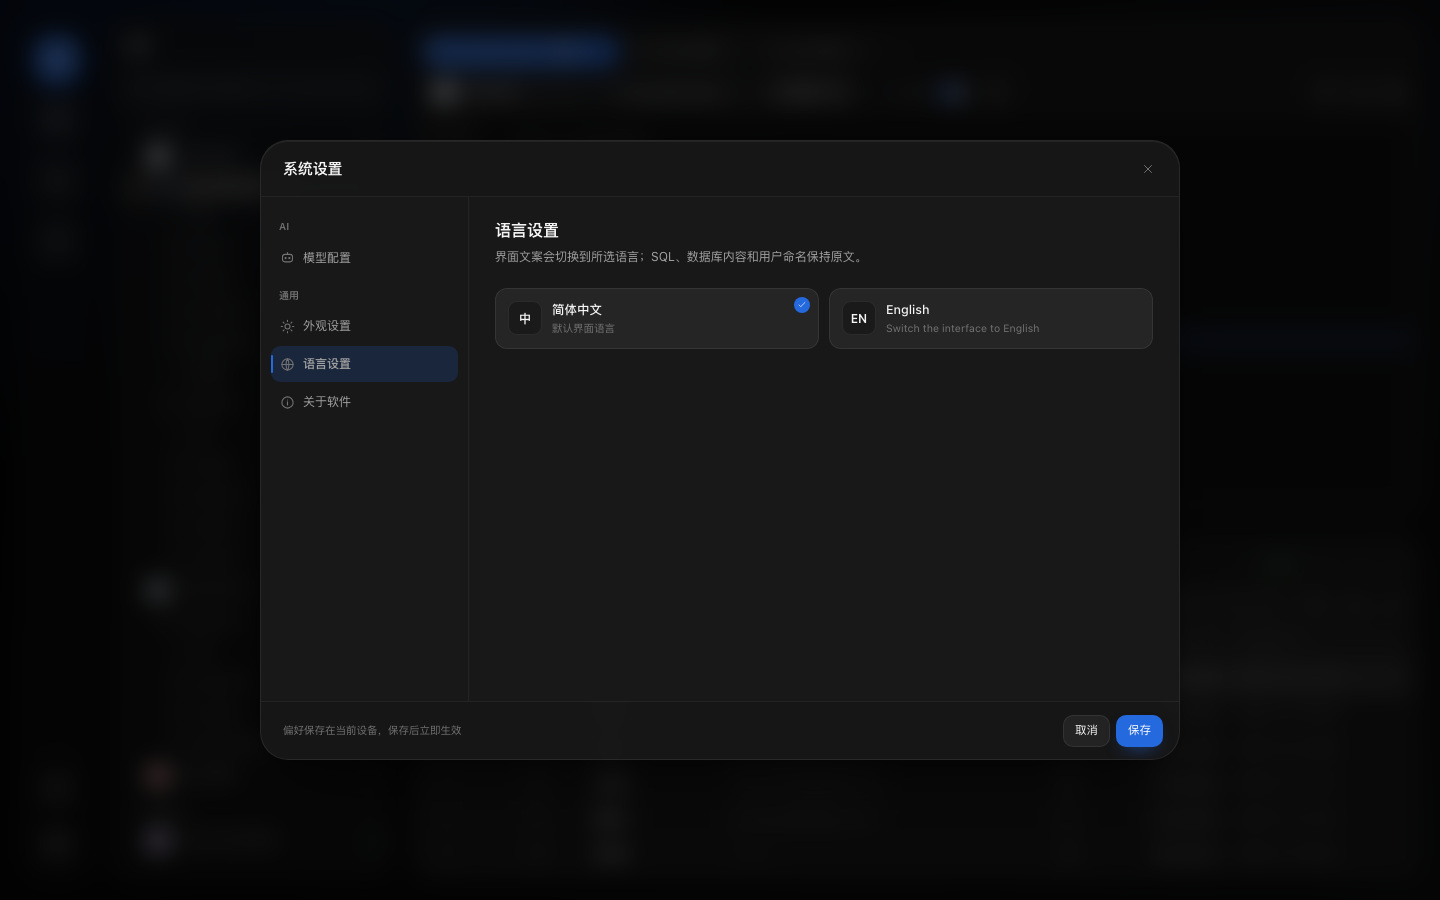 系统设置
AI
模型配置
通用
外观设置
语言设置
关于软件
语言设置
界面文案会切换到所选语言；SQL、数据库内容和用户命名保持原文。
中
简体中文
默认界面语言
EN
English
Switch the interface to English
偏好保存在当前设备，保存后立即生效
取消
保存